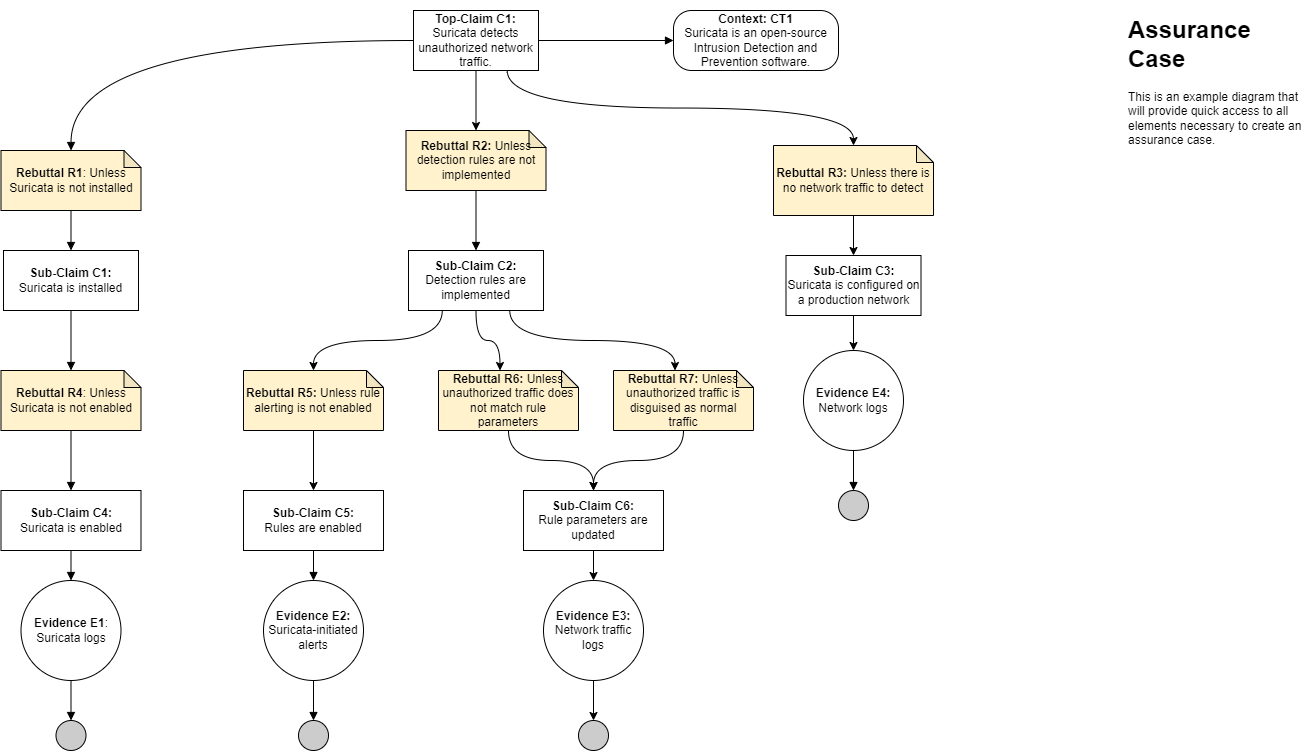 Top-Claim C1:
Suricata detects
unauthorized network
traffic.
Context: CT1
Suricata is an open-source
Intrusion Detection and
Prevention software.
Assurance
Case
This is an example diagram that
will provide quick access to all
elements necessary to create an
assurance case.
Rebuttal R1: Unless
Suricata is not installed
Rebuttal R2: Unless
detection rules are not
implemented
Rebuttal R3: Unless there is
no network traffic to detect
Sub-Claim C1:
Suricata is installed
Sub-Claim C2:
Detection rules are
implemented
Sub-Claim C3:
Suricata is configured on
a production network
Rebuttal R4: Unless
Suricata is not enabled
Rebuttal R5: Unless rule
alerting is not enabled
Rebuttal R6: Unless
unauthorized traffic does
not match rule
parameters
Rebuttal R7: Unless
unauthorized traffic is
disguised as normal
traffic
Evidence E4:
Network logs
Sub-Claim C4:
Suricata is enabled
Sub-Claim C5:
Rules are enabled
Sub-Claim C6:
Rule parameters are
updated
Evidence E1:
Suricata logs
Evidence E2:
Suricata-initiated
alerts
Evidence E3:
Network traffic
logs